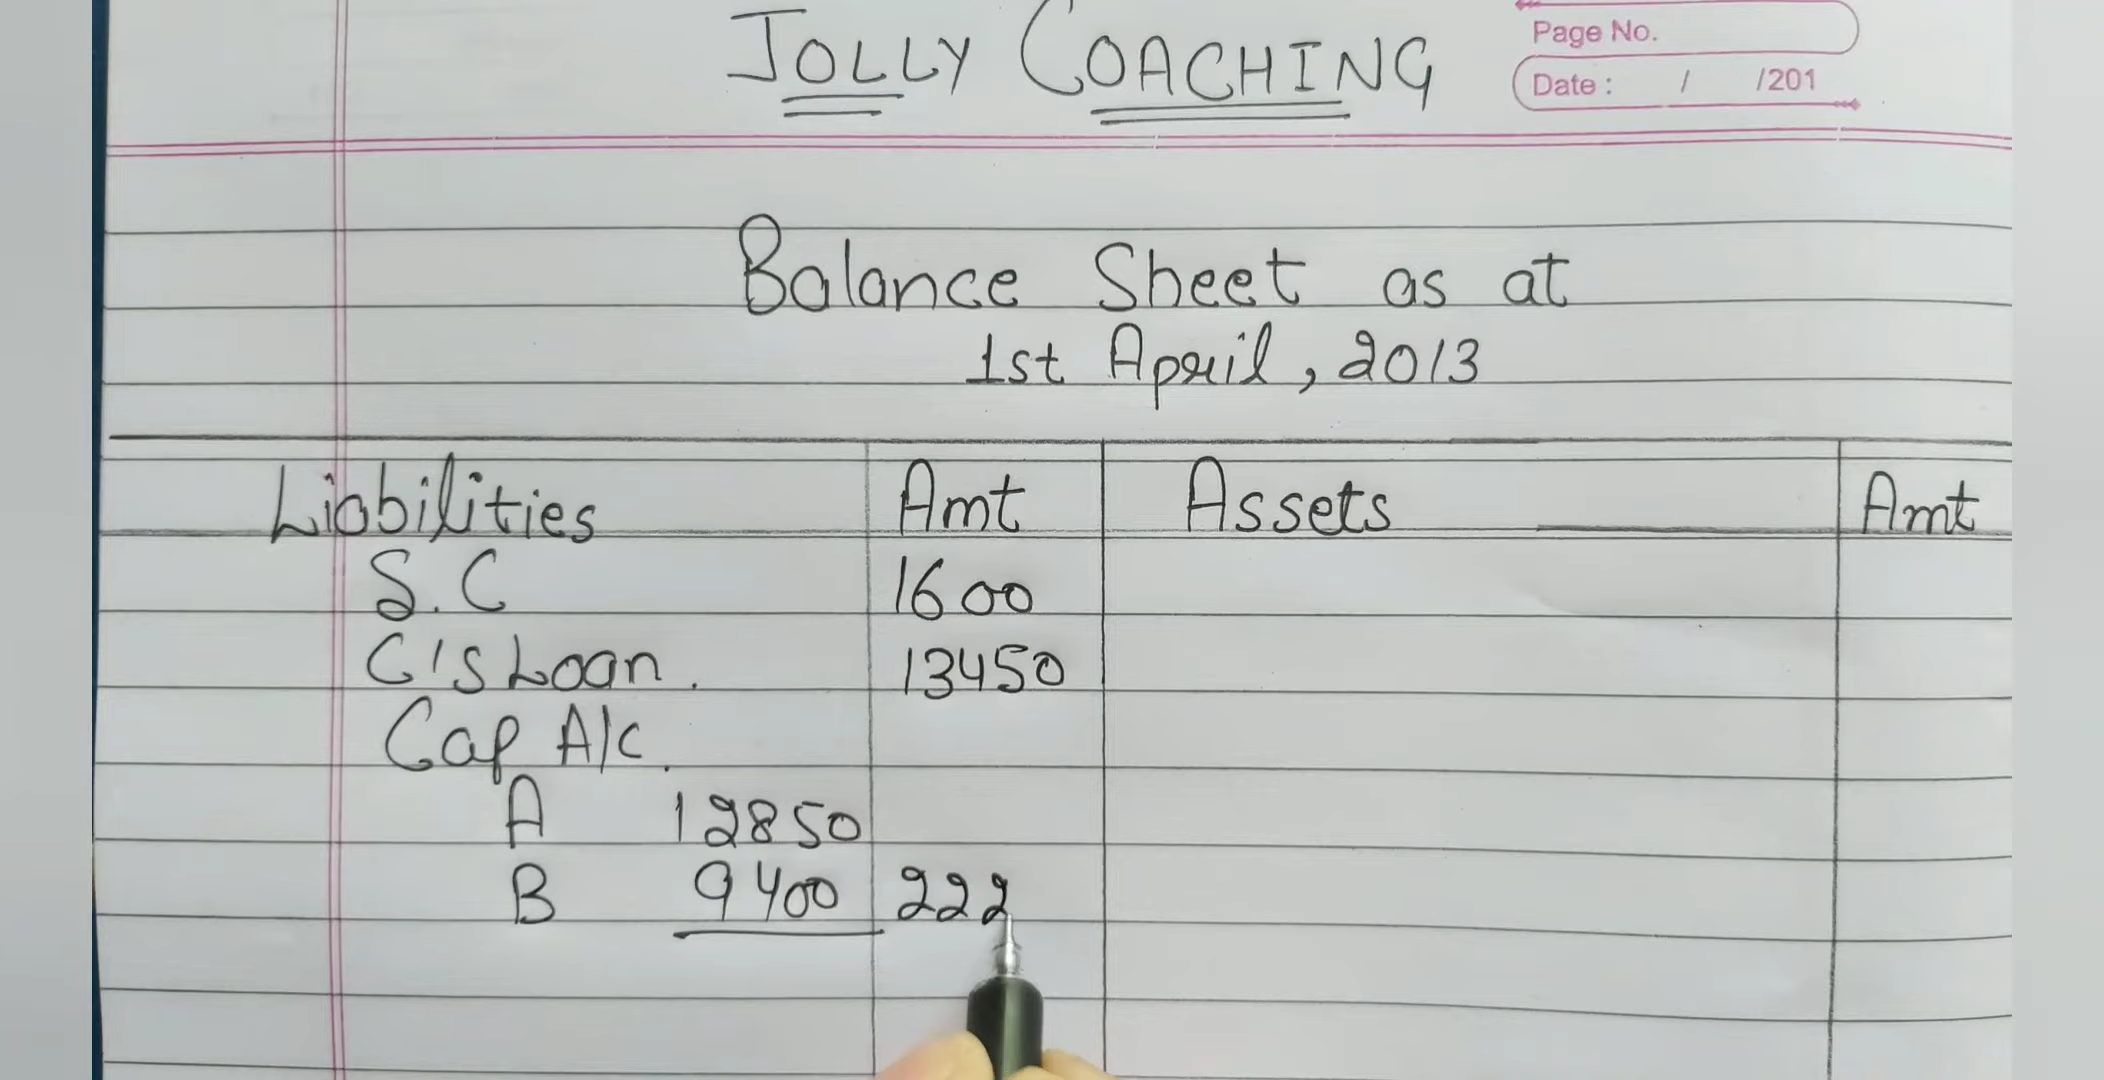 JOLLY COACHING
Page No.
Date : / /201
Balance Sheet as at
1st April, 2013
Liabilities Amt Assets Amt
S.C 1600
C's Loan. 13450
Cap A/c.
A 12850
B 9400 222